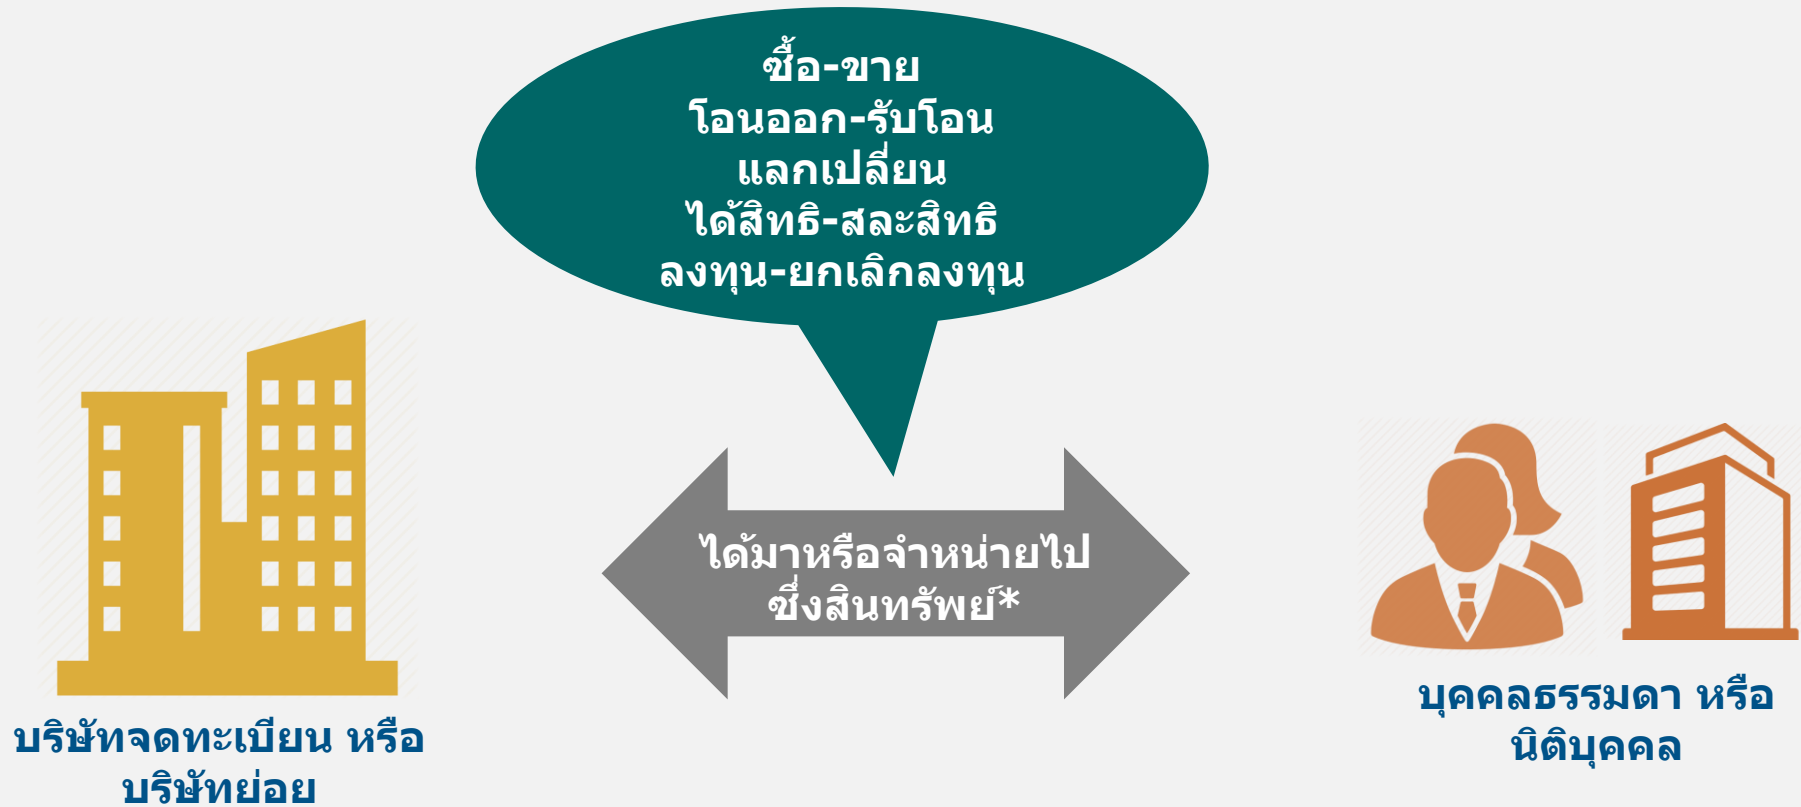 ซื้อ-ขาย
โอนออก-รับโอน
แลกเปลี่ยน
ได้สิทธิ-สละสิทธิ
ลงทุน-ยกเลิกลงทุน
ได้มาหรือจำหน่ายไป
ซึ่งสินทรัพย์*
บริษัทจดทะเบียน หรือ
บริษัทย่อย
บุคคลธรรมดา หรือ
นิติบุคคล